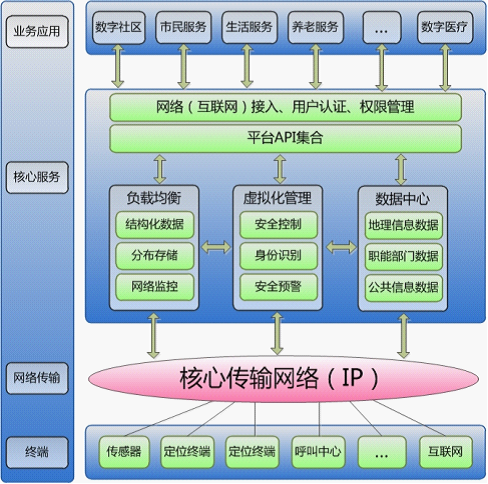 业务应用
数字社区 市民服务 生活服务 养老服务 ... 数字医疗
网络（互联网）接入、用户认证、权限管理
平台API集合
核心服务
负载均衡 虚拟化管理 数据中心
结构化数据 安全控制 地理信息数据
分布存储 身份识别 职能部门数据
网络监控 安全预警 公共信息数据
网络传输
核心传输网络（IP）
终端
传感器 定位终端 定位终端 呼叫中心 ... 互联网